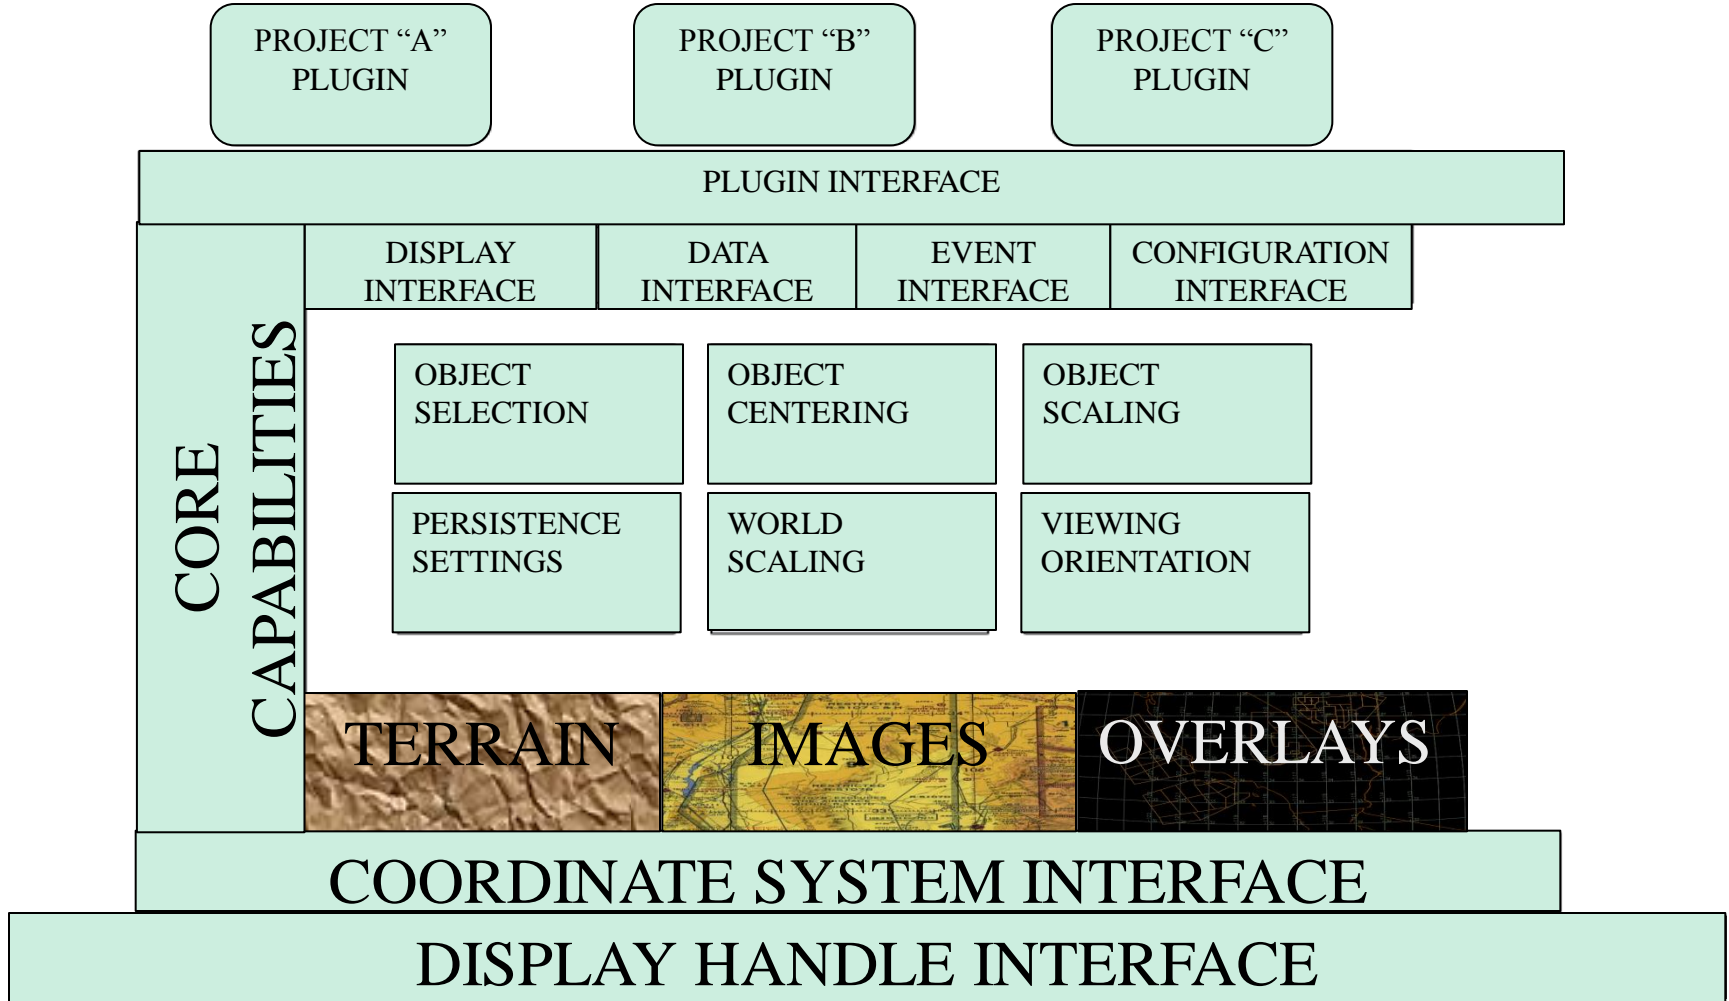 PROJECT “A”
PLUGIN
PROJECT “B”
PLUGIN
PROJECT “C”
PLUGIN
PLUGIN INTERFACE
DISPLAY
INTERFACE
DATA
INTERFACE
EVENT
INTERFACE
CONFIGURATION
INTERFACE
CORE
CAPABILITIES
OBJECT
SELECTION
OBJECT
CENTERING
OBJECT
SCALING
PERSISTENCE
SETTINGS
WORLD
SCALING
VIEWING
ORIENTATION
TERRAIN
IMAGES
OVERLAYS
COORDINATE SYSTEM INTERFACE
DISPLAY HANDLE INTERFACE